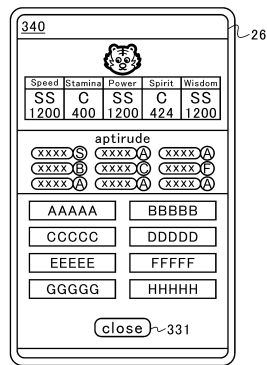 340
26
Speed Stamina Power Spirit Wisdom
SS C SS C SS
1200 400 1200 424 1200
aptirude
XXXX S XXXX A XXXX A
XXXX B XXXX C XXXX F
XXXX A XXXX A XXXX A
AAAAA BBBBB
CCCCC DDDDD
EEEEE FFFFF
GGGGG HHHHH
close 331